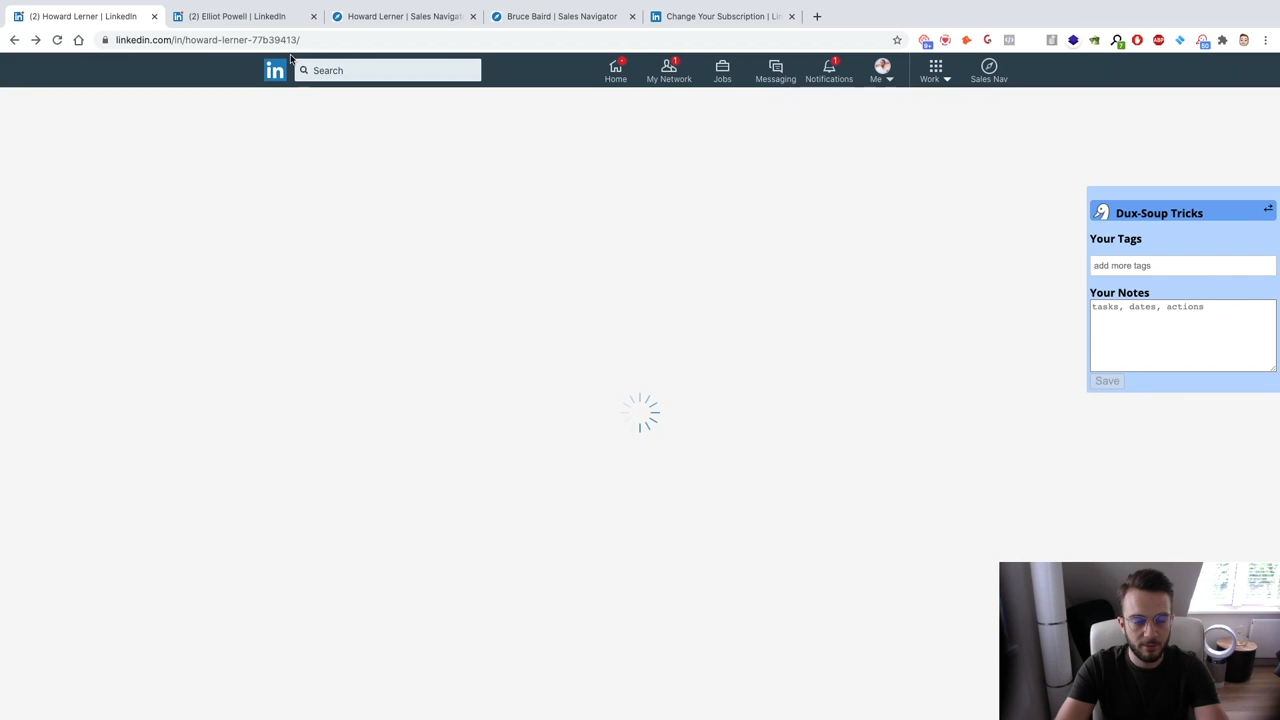 (2) Howard Lerner | LinkedIn
(2) Elliot Powell | LinkedIn
Howard Lerner | Sales Navigat
Bruce Baird | Sales Navigator
Change Your Subscription | Lin
linkedin.com/in/howard-lerner-77b39413/
in
Search
Home
My Network
Jobs
Messaging
Notifications
Me
Work
Sales Nav
Dux-Soup Tricks
Your Tags
add more tags
Your Notes
tasks, dates, actions
Save